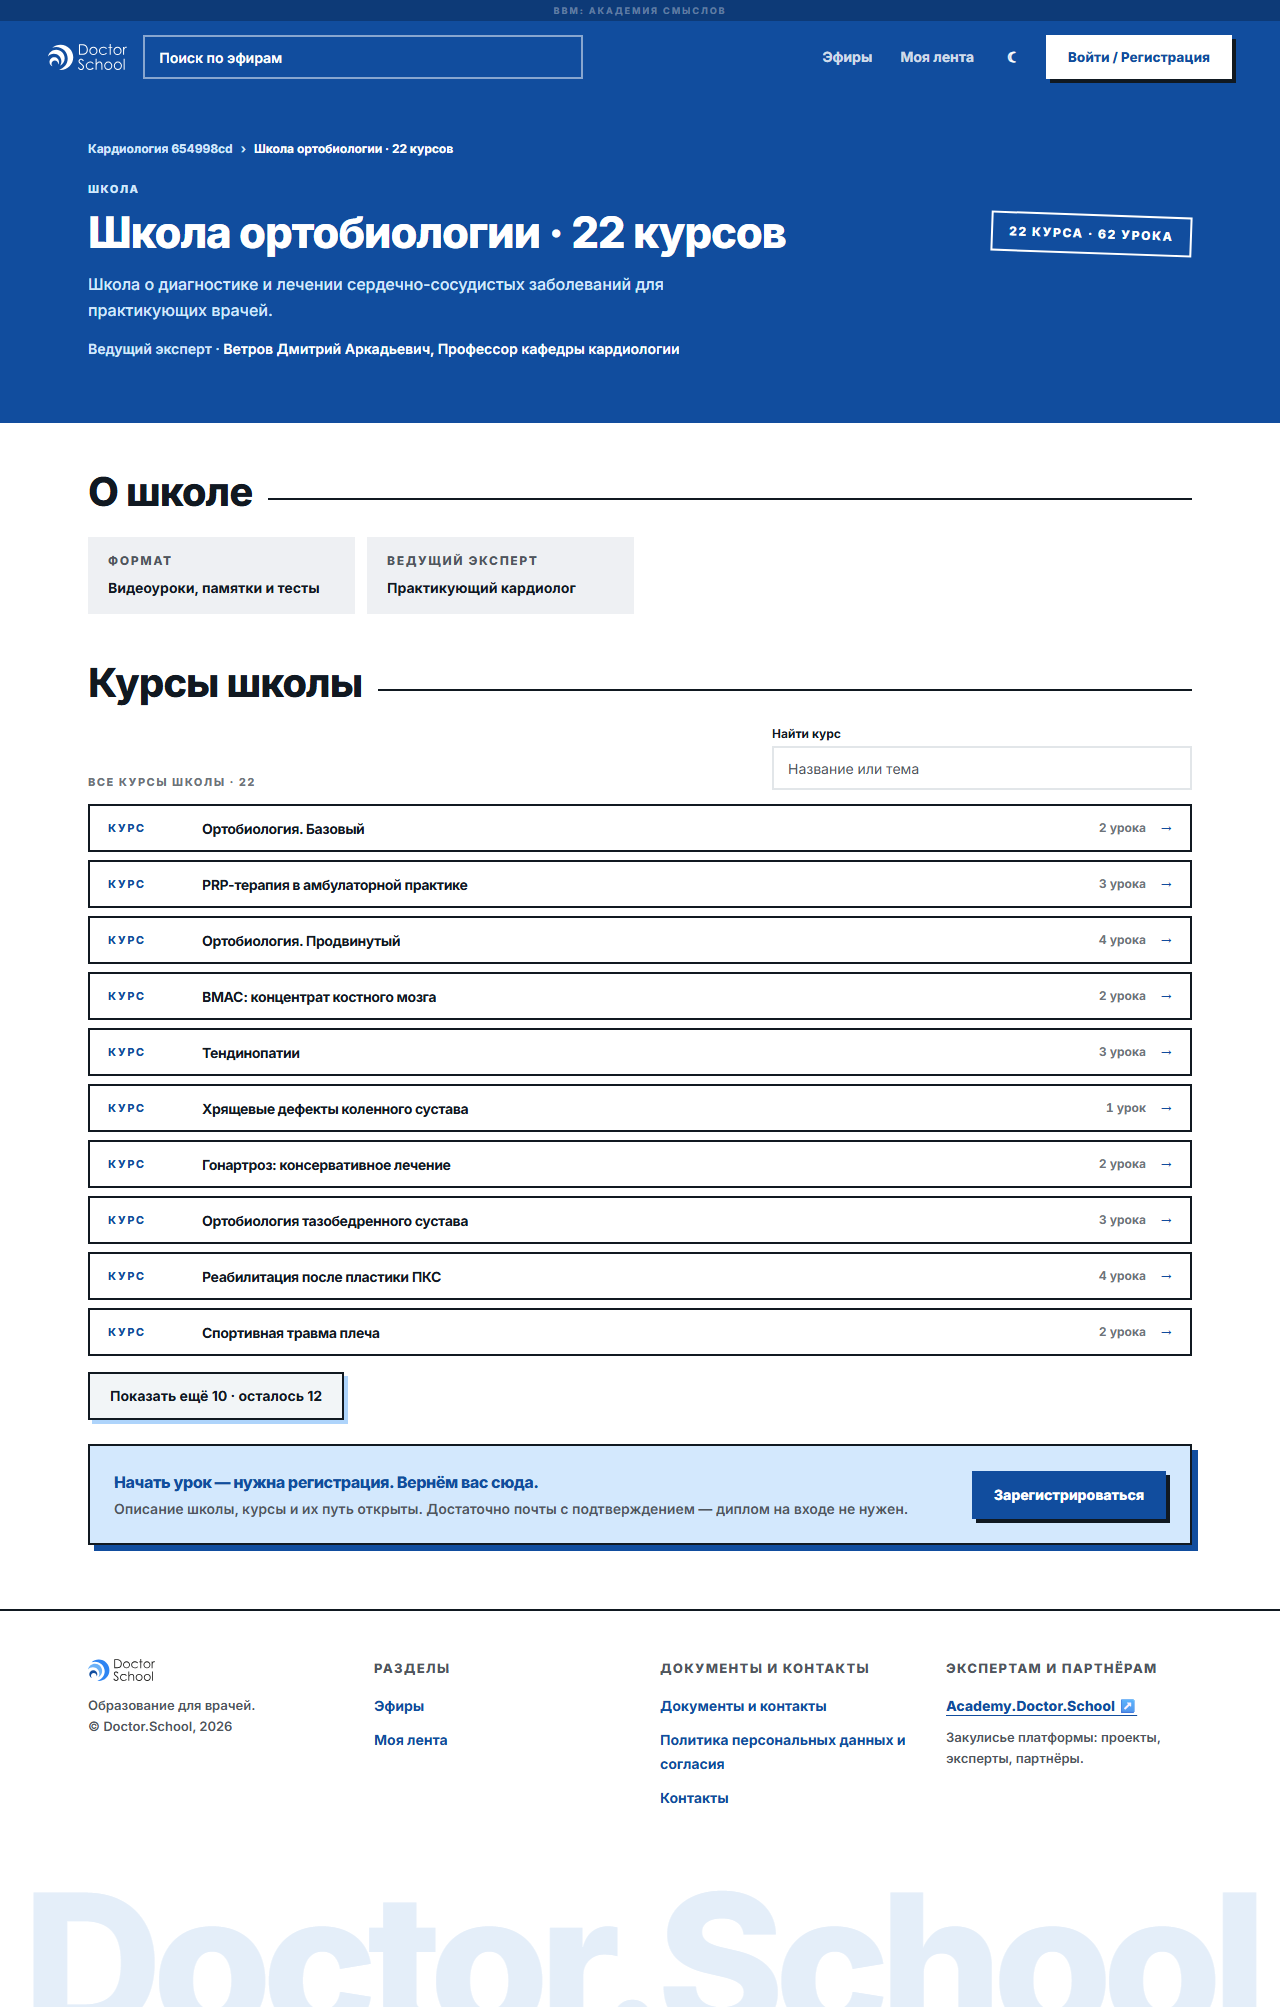 ВВМ: АКАДЕМИЯ СМЫСЛОВ
Doctor
School
Поиск по эфирам
Эфиры
Моя лента
Войти / Регистрация
Кардиология 654998cd › Школа ортобиологии · 22 курсов
ШКОЛА
Школа ортобиологии · 22 курсов
22 КУРСА · 62 УРОКА
Школа о диагностике и лечении сердечно-сосудистых заболеваний для
практикующих врачей.
Ведущий эксперт · Ветров Дмитрий Аркадьевич, Профессор кафедры кардиологии
О школе
ФОРМАТ
Видеоуроки, памятки и тесты
ВЕДУЩИЙ ЭКСПЕРТ
Практикующий кардиолог
Курсы школы
Найти курс
ВСЕ КУРСЫ ШКОЛЫ · 22
Название или тема
КУРС Ортобиология. Базовый 2 урока →
КУРС PRP-терапия в амбулаторной практике 3 урока →
КУРС Ортобиология. Продвинутый 4 урока →
КУРС BMAC: концентрат костного мозга 2 урока →
КУРС Тендинопатии 3 урока →
КУРС Хрящевые дефекты коленного сустава 1 урок →
КУРС Гонартроз: консервативное лечение 2 урока →
КУРС Ортобиология тазобедренного сустава 3 урока →
КУРС Реабилитация после пластики ПКС 4 урока →
КУРС Спортивная травма плеча 2 урока →
Показать ещё 10 · осталось 12
Начать урок — нужна регистрация. Вернём вас сюда.
Описание школы, курсы и их путь открыты. Достаточно почты с подтверждением — диплом на входе не нужен.
Зарегистрироваться
Doctor
School
Образование для врачей.
© Doctor.School, 2026
РАЗДЕЛЫ
Эфиры
Моя лента
ДОКУМЕНТЫ И КОНТАКТЫ
Документы и контакты
Политика персональных данных и
согласия
Контакты
ЭКСПЕРТАМ И ПАРТНЁРАМ
Academy.Doctor.School ↗
Закулисье платформы: проекты,
эксперты, партнёры.
Doctor.School